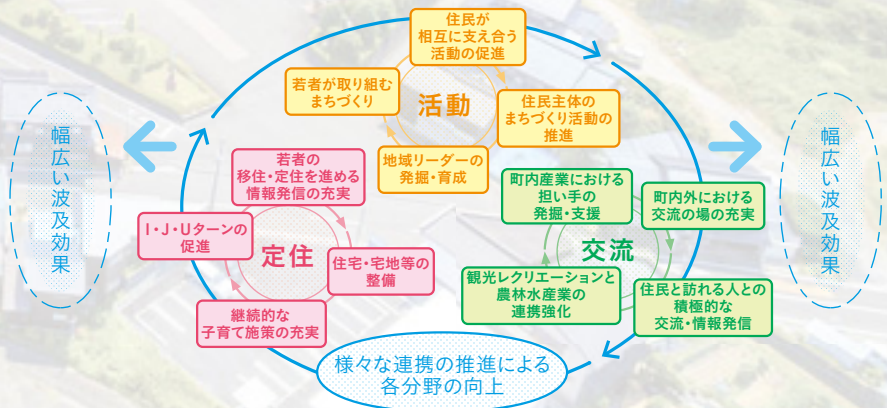 住民が
相互に支え合う
活動の促進
若者が取り組む
まちづくり
活動
住民主体の
まちづくり活動の
推進
地域リーダーの
発掘・育成
幅広い波及効果
若者の
移住・定住を進める
情報発信の充実
I・J・Uターンの
促進
定住
住宅・宅地等の
整備
継続的な
子育て施策の充実
町内産業における
担い手の
発掘・支援
町内外における
交流の場の充実
交流
観光レクリエーションと
農林水産業の
連携強化
住民と訪れる人との
積極的な
交流・情報発信
幅広い波及効果
様々な連携の推進による
各分野の向上